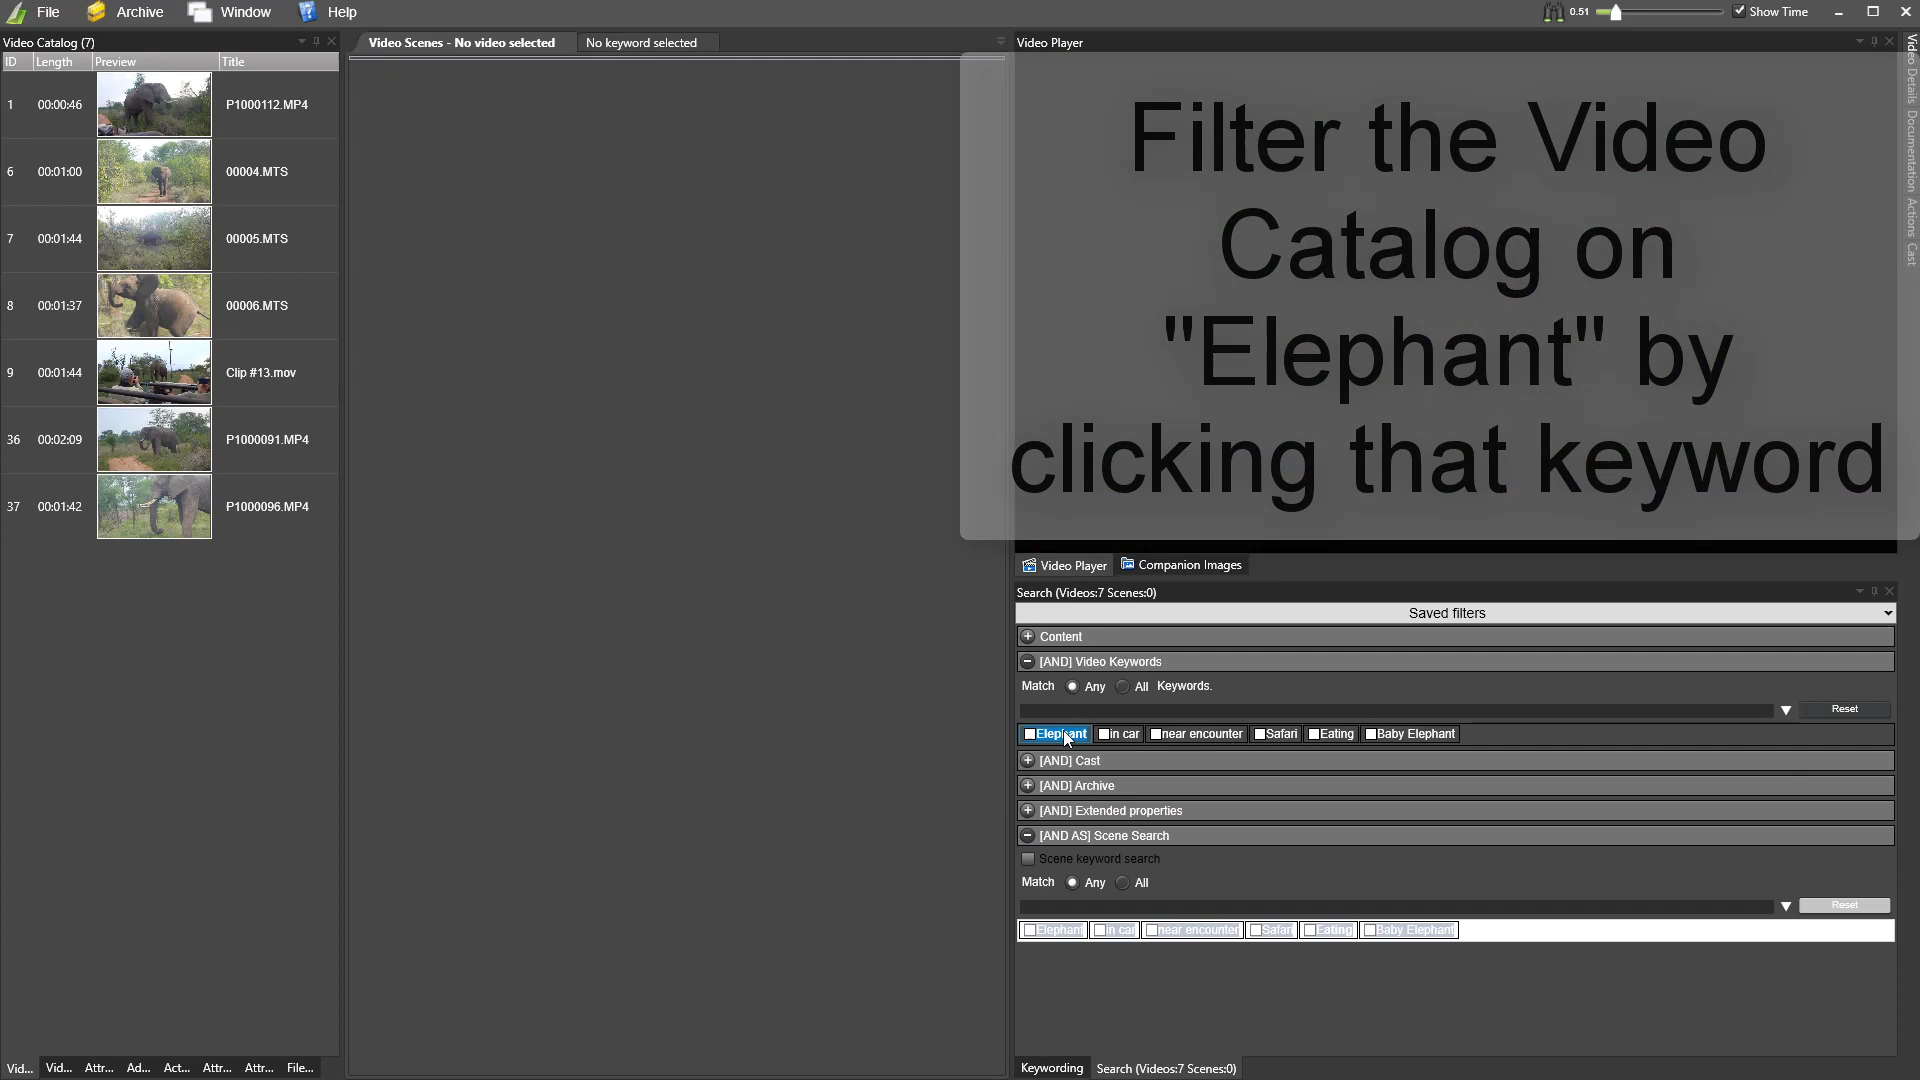 File Archive Window Help 0.51 Show Time
Video Catalog (7)
ID Length Preview Title
1 00:00:46 P1000112.MP4
6 00:01:00 00004.MTS
7 00:01:44 00005.MTS
8 00:01:37 00006.MTS
9 00:01:44 Clip #13.mov
36 00:02:09 P1000091.MP4
37 00:01:42 P1000096.MP4
Vid... Vid... Attr... Ad... Act... Attr... Attr... File...
Video Scenes - No video selected No keyword selected
Video Player
Filter the Video
Catalog on
"Elephant" by
clicking that keyword
Video Player Companion Images
Search (Videos:7 Scenes:0)
Saved filters
Content
[AND] Video Keywords
Match Any All Keywords.
Reset
Elephant in car near encounter Safari Eating Baby Elephant
[AND] Cast
[AND] Archive
[AND] Extended properties
[AND AS] Scene Search
Scene keyword search
Match Any All
Reset
Elephant in car near encounter Safari Eating Baby Elephant
Keywording Search (Videos:7 Scenes:0)
Video Details Documentation Actions Cast